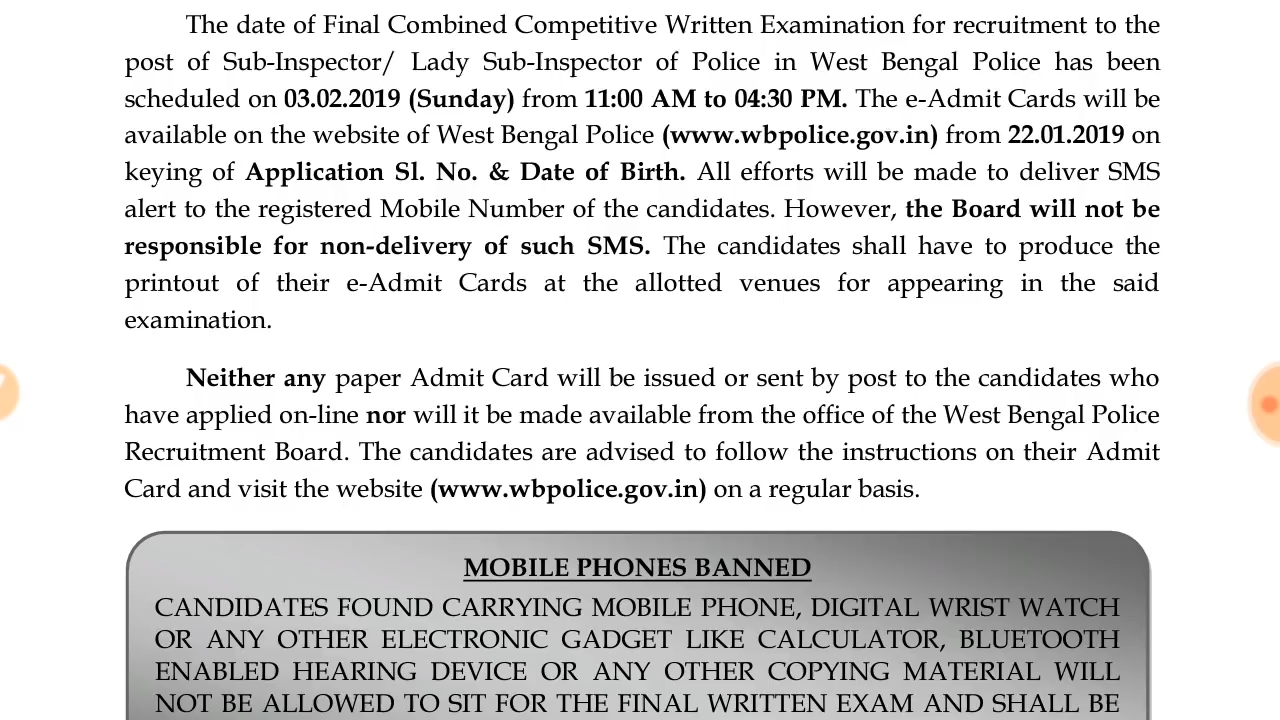 The date of Final Combined Competitive Written Examination for recruitment to the
post of Sub-Inspector/ Lady Sub-Inspector of Police in West Bengal Police has been
scheduled on 03.02.2019 (Sunday) from 11:00 AM to 04:30 PM. The e-Admit Cards will be
available on the website of West Bengal Police (www.wbpolice.gov.in) from 22.01.2019 on
keying of Application Sl. No. & Date of Birth. All efforts will be made to deliver SMS
alert to the registered Mobile Number of the candidates. However, the Board will not be
responsible for non-delivery of such SMS. The candidates shall have to produce the
printout of their e-Admit Cards at the allotted venues for appearing in the said
examination.
Neither any paper Admit Card will be issued or sent by post to the candidates who
have applied on-line nor will it be made available from the office of the West Bengal Police
Recruitment Board. The candidates are advised to follow the instructions on their Admit
Card and visit the website (www.wbpolice.gov.in) on a regular basis.
MOBILE PHONES BANNED
CANDIDATES FOUND CARRYING MOBILE PHONE, DIGITAL WRIST WATCH
OR ANY OTHER ELECTRONIC GADGET LIKE CALCULATOR, BLUETOOTH
ENABLED HEARING DEVICE OR ANY OTHER COPYING MATERIAL WILL
NOT BE ALLOWED TO SIT FOR THE FINAL WRITTEN EXAM AND SHALL BE